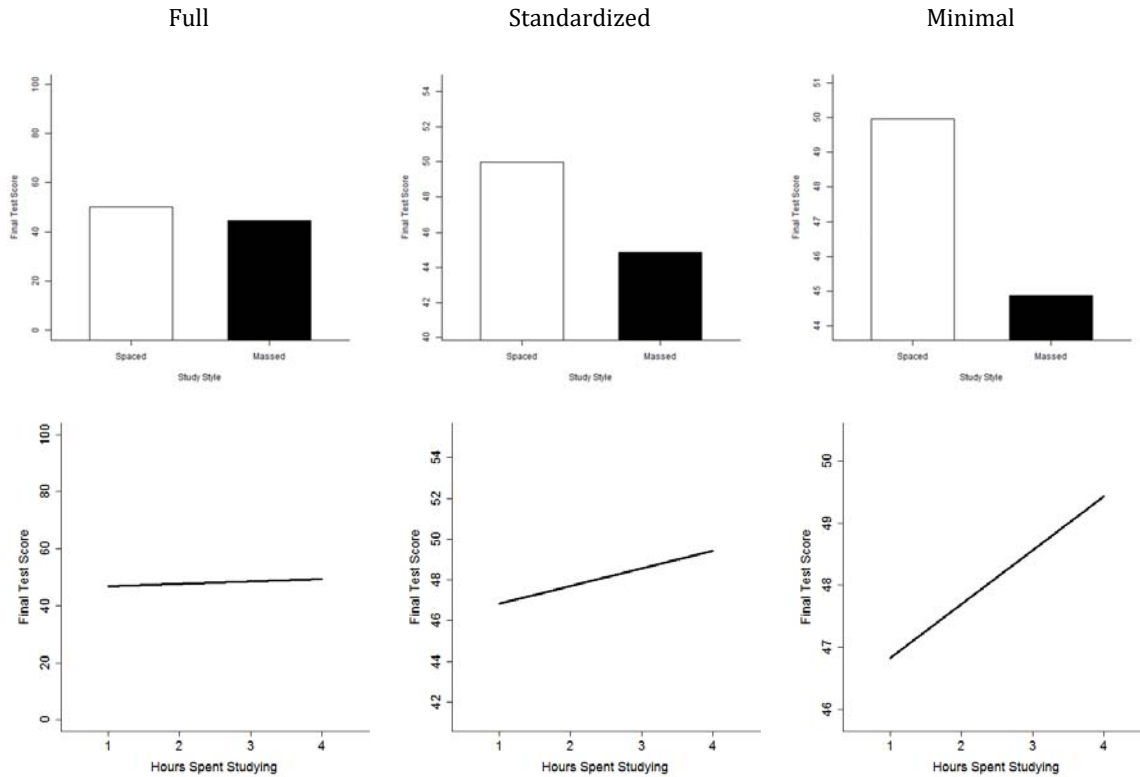 Full
Standardized
Minimal
Final Test Score
100
80
60
40
20
0
Spaced
Massed
Study Style
Final Test Score
54
52
50
48
46
44
42
40
Spaced
Massed
Study Style
Final Test Score
51
50
49
48
47
46
45
44
Spaced
Massed
Study Style
Final Test Score
100
80
60
40
20
0
1 2 3 4
Hours Spent Studying
Final Test Score
54
52
50
48
46
44
42
1 2 3 4
Hours Spent Studying
Final Test Score
50
49
48
47
46
1 2 3 4
Hours Spent Studying